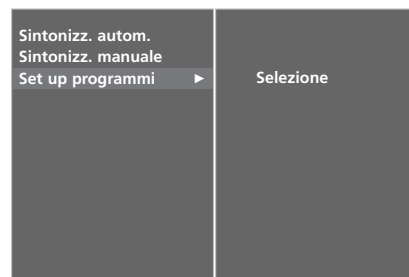 Sintonizz. autom.
Sintonizz. manuale
Set up programmi ►
Selezione